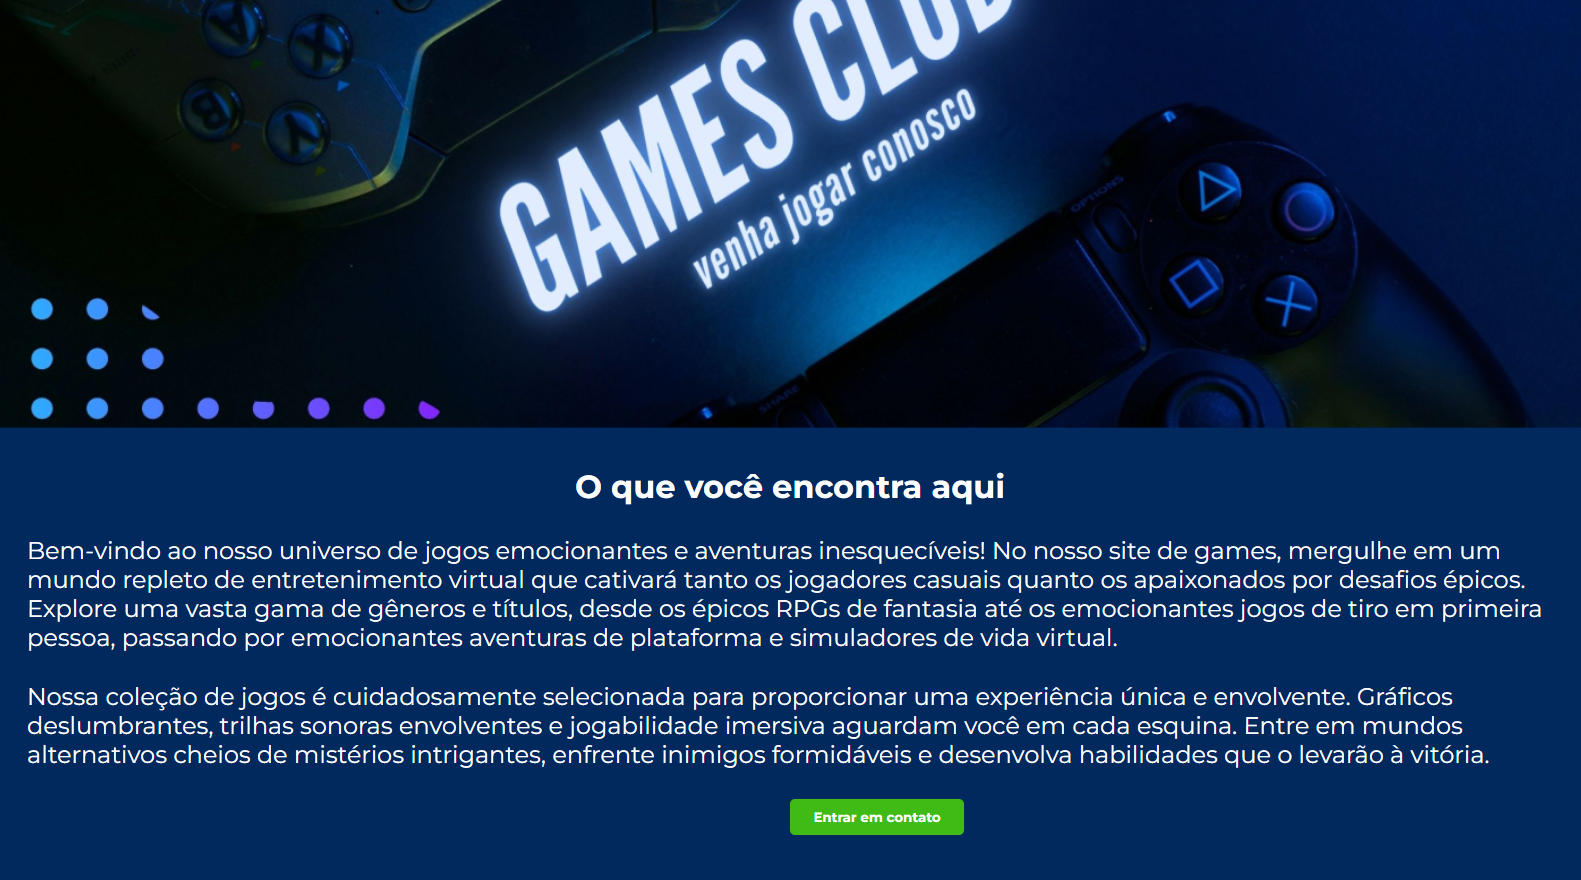 A
X
B
Y
GAMES CLUB
venha jogar conosco
OPTIONS
SHARE
O que você encontra aqui
Bem-vindo ao nosso universo de jogos emocionantes e aventuras inesquecíveis! No nosso site de games, mergulhe em um
mundo repleto de entretenimento virtual que cativará tanto os jogadores casuais quanto os apaixonados por desafios épicos.
Explore uma vasta gama de gêneros e títulos, desde os épicos RPGs de fantasia até os emocionantes jogos de tiro em primeira
pessoa, passando por emocionantes aventuras de plataforma e simuladores de vida virtual.
Nossa coleção de jogos é cuidadosamente selecionada para proporcionar uma experiência única e envolvente. Gráficos
deslumbrantes, trilhas sonoras envolventes e jogabilidade imersiva aguardam você em cada esquina. Entre em mundos
alternativos cheios de mistérios intrigantes, enfrente inimigos formidáveis e desenvolva habilidades que o levarão à vitória.
Entrar em contato